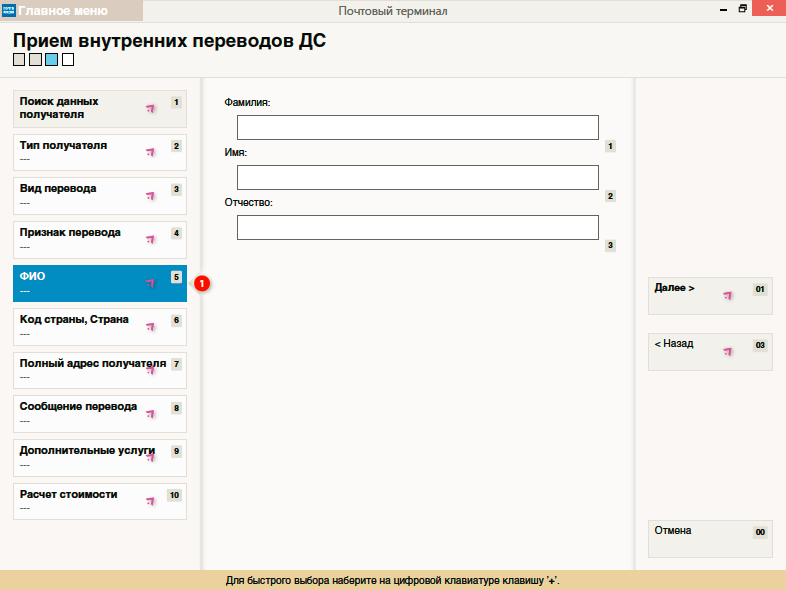 Главное меню
Почтовый терминал
Прием внутренних переводов ДС
Поиск данных
получателя
1
Тип получателя
2
---
Вид перевода
3
---
Признак перевода
4
---
ФИО
5
---
1
Код страны, Страна
6
---
Полный адрес получателя
7
---
Сообщение перевода
8
---
Дополнительные услуги
9
---
Расчет стоимости
10
---
Фамилия:
1
Имя:
2
Отчество:
3
Далее >
01
< Назад
03
Отмена
00
Для быстрого выбора наберите на цифровой клавиатуре клавишу '+'.